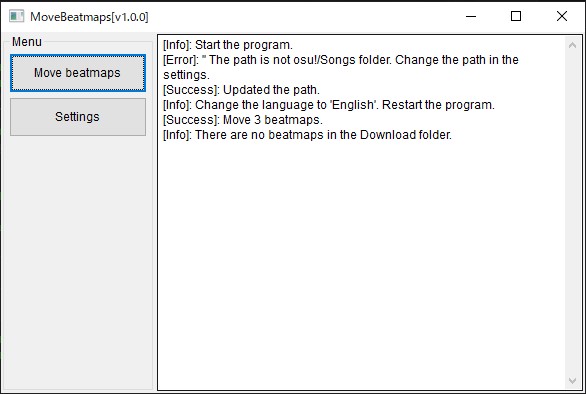 MoveBeatmaps[v1.0.0]
Menu
Move beatmaps
Settings
[Info]: Start the program.
[Error]: '' The path is not osu!/Songs folder. Change the path in the
settings.
[Success]: Updated the path.
[Info]: Change the language to 'English'. Restart the program.
[Success]: Move 3 beatmaps.
[Info]: There are no beatmaps in the Download folder.